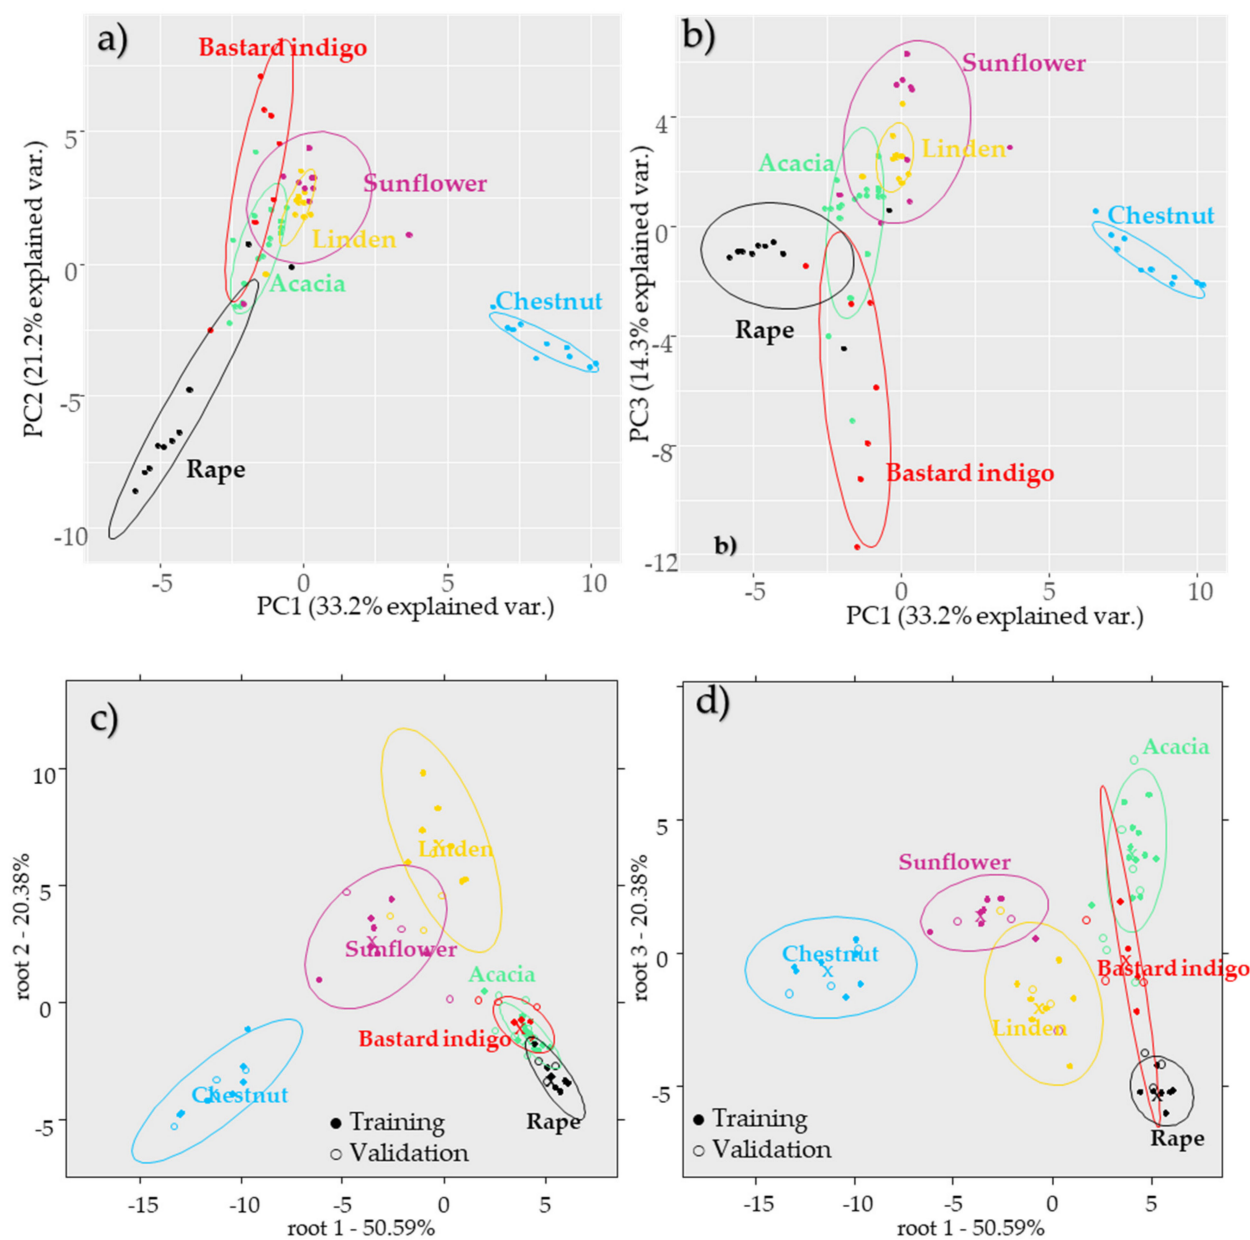 a)
Bastard indigo
Sunflower
Linden
Acacia
Chestnut
Rape
5
0
-5
-10
-5
0
5
10
PC2 (21.2% explained var.)
PC1 (33.2% explained var.)
b)
Sunflower
Linden
Acacia
Chestnut
Rape
Bastard indigo
b)
4
0
-4
-8
-12
-5
0
5
10
PC3 (14.3% explained var.)
PC1 (33.2% explained var.)
c)
Linden
Sunflower
Acacia
Bastard indigo
Chestnut
Rape
Training
Validation
10
5
0
-5
-15
-10
-5
0
5
root 2 - 20.38%
root 1 - 50.59%
d)
Acacia
Sunflower
Chestnut
Bastard indigo
Linden
Rape
Training
Validation
5
0
-5
-15
-10
-5
0
5
root 3 - 20.38%
root 1 - 50.59%